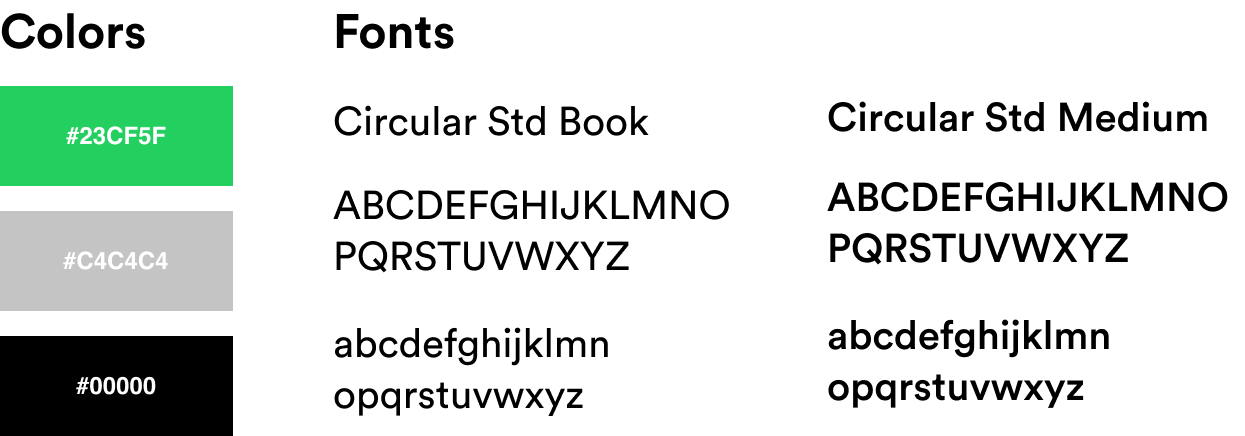 Colors
#23CF5F
#C4C4C4
#00000
Fonts
Circular Std Book
ABCDEFGHIJKLMNO
PQRSTUVWXYZ
abcdefghijklmn
opqrstuvwxyz
Circular Std Medium
ABCDEFGHIJKLMNO
PQRSTUVWXYZ
abcdefghijklmn
opqrstuvwxyz